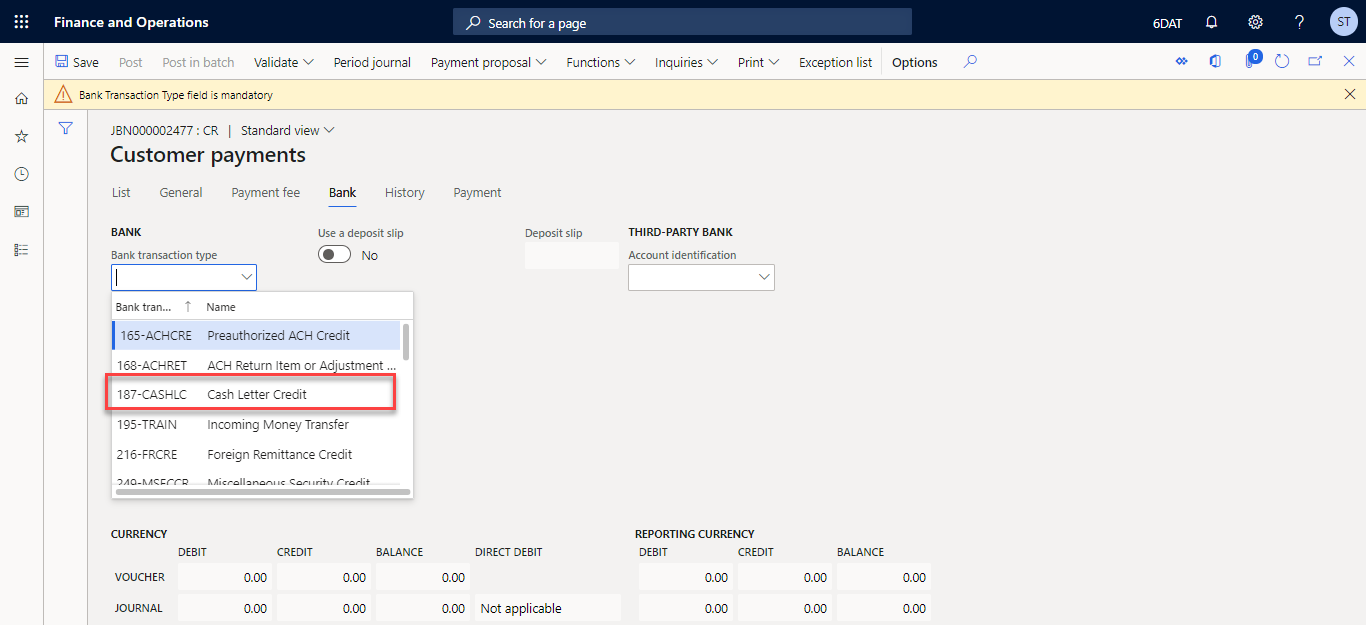 Finance and Operations
Search for a page
6DAT
ST
Save Post Post in batch Validate Period journal Payment proposal Functions Inquiries Print Exception list Options
0
Bank Transaction Type field is mandatory
JBN000002477 : CR | Standard view
Customer payments
List General Payment fee Bank History Payment
BANK Use a deposit slip Deposit slip THIRD-PARTY BANK
Bank transaction type No Account identification
Bank tran... Name
165-ACHCRE Preauthorized ACH Credit
168-ACHRET ACH Return Item or Adjustment ...
187-CASHLC Cash Letter Credit
195-TRAIN Incoming Money Transfer
216-FRCRE Foreign Remittance Credit
249-MSECCR Miscellaneous Security Credit
CURRENCY REPORTING CURRENCY
DEBIT CREDIT BALANCE DIRECT DEBIT DEBIT CREDIT BALANCE
VOUCHER 0.00 0.00 0.00 0.00 0.00 0.00
JOURNAL 0.00 0.00 0.00 Not applicable 0.00 0.00 0.00